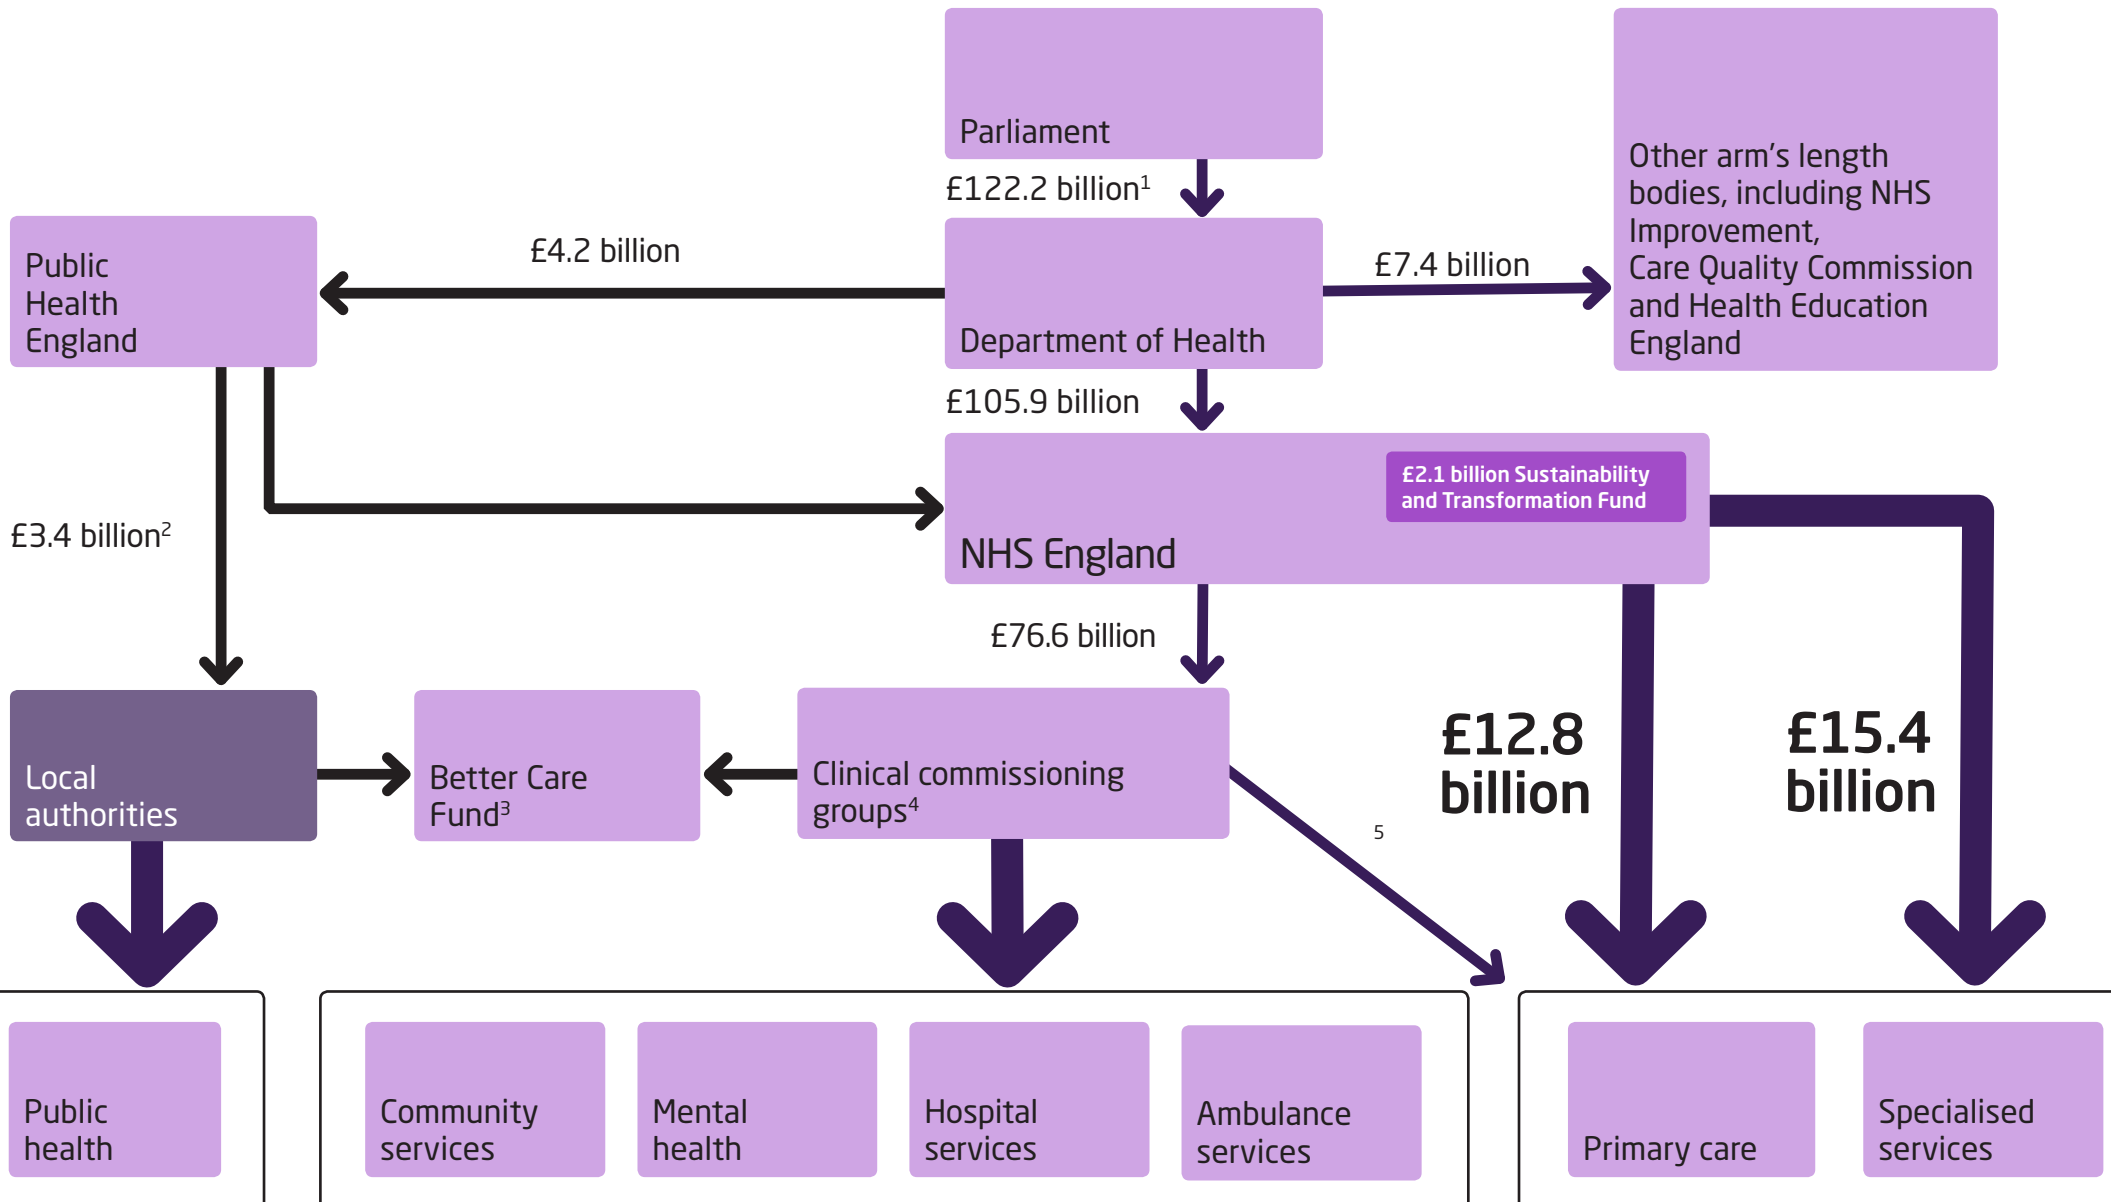 Parliament
£122.2 billion¹
Other arm's length
bodies, including NHS
Improvement,
Care Quality Commission
and Health Education
England
Public
Health
England
£4.2 billion
£7.4 billion
Department of Health
£105.9 billion
£2.1 billion Sustainability
and Transformation Fund
NHS England
£3.4 billion²
£76.6 billion
£12.8
billion
£15.4
billion
Local
authorities
Better Care
Fund³
Clinical commissioning
groups⁴
5
Public
health
Community
services
Mental
health
Hospital
services
Ambulance
services
Primary care
Specialised
services